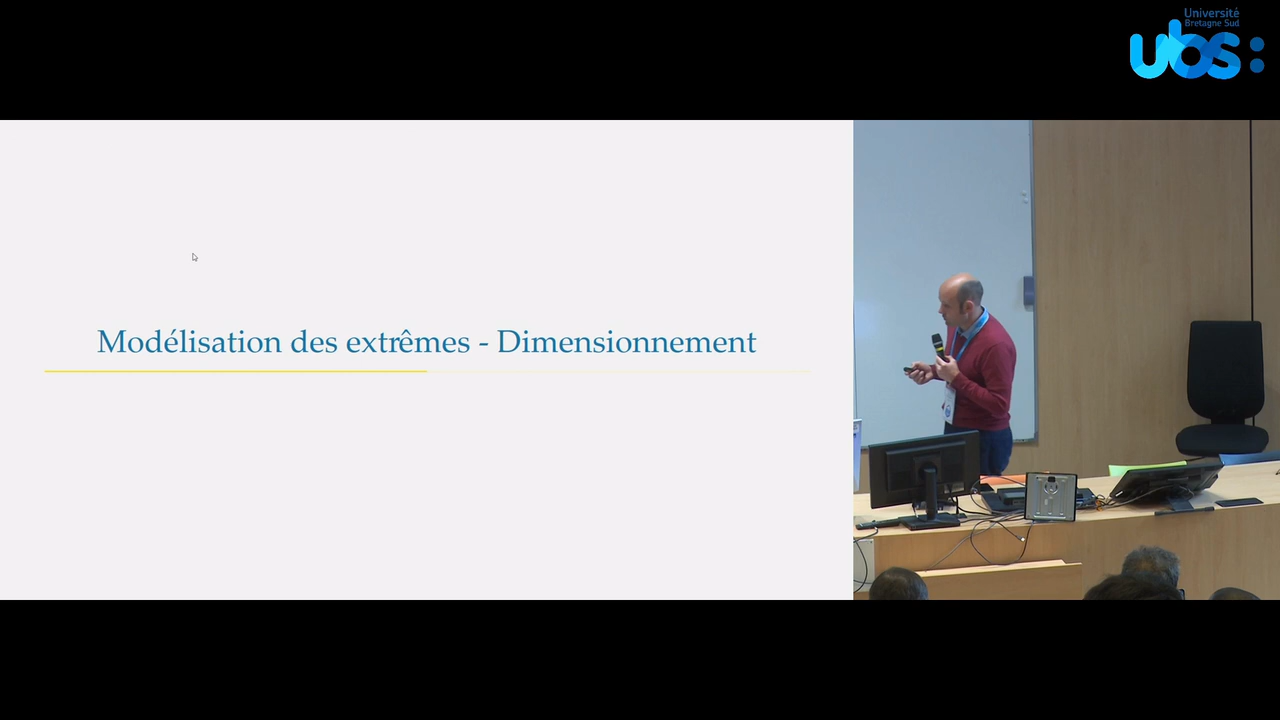 Université
Bretagne Sud
ubs:
Modélisation des extrêmes - Dimensionnement